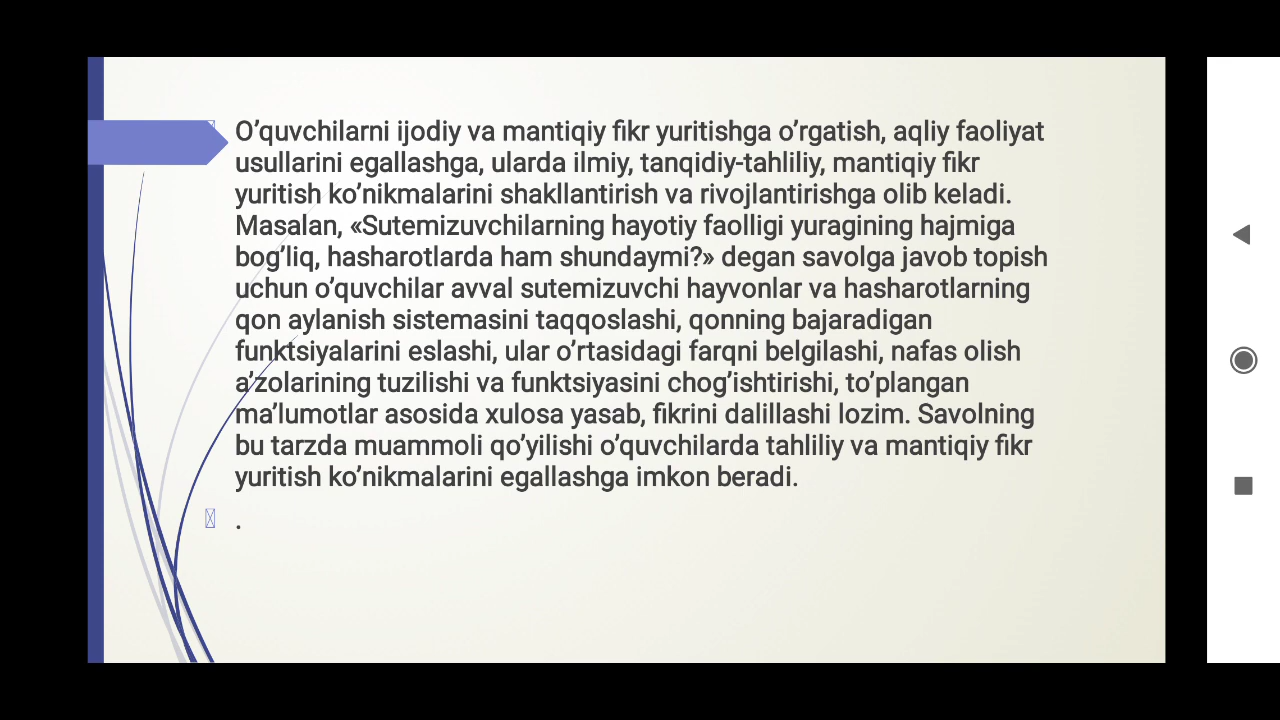 O’quvchilarni ijodiy va mantiqiy fikr yuritishga o’rgatish, aqliy faoliyat
usullarini egallashga, ularda ilmiy, tanqidiy-tahliliy, mantiqiy fikr
yuritish ko’nikmalarini shakllantirish va rivojlantirishga olib keladi.
Masalan, «Sutemizuvchilarning hayotiy faolligi yuragining hajmiga
bog’liq, hasharotlarda ham shundaymi?» degan savolga javob topish
uchun o’quvchilar avval sutemizuvchi hayvonlar va hasharotlarning
qon aylanish sistemasini taqqoslashi, qonning bajaradigan
funktsiyalarini eslashi, ular o’rtasidagi farqni belgilashi, nafas olish
a’zolarining tuzilishi va funktsiyasini chog’ishtirishi, to’plangan
ma’lumotlar asosida xulosa yasab, fikrini dalillashi lozim. Savolning
bu tarzda muammoli qo’yilishi o’quvchilarda tahliliy va mantiqiy fikr
yuritish ko’nikmalarini egallashga imkon beradi.
.